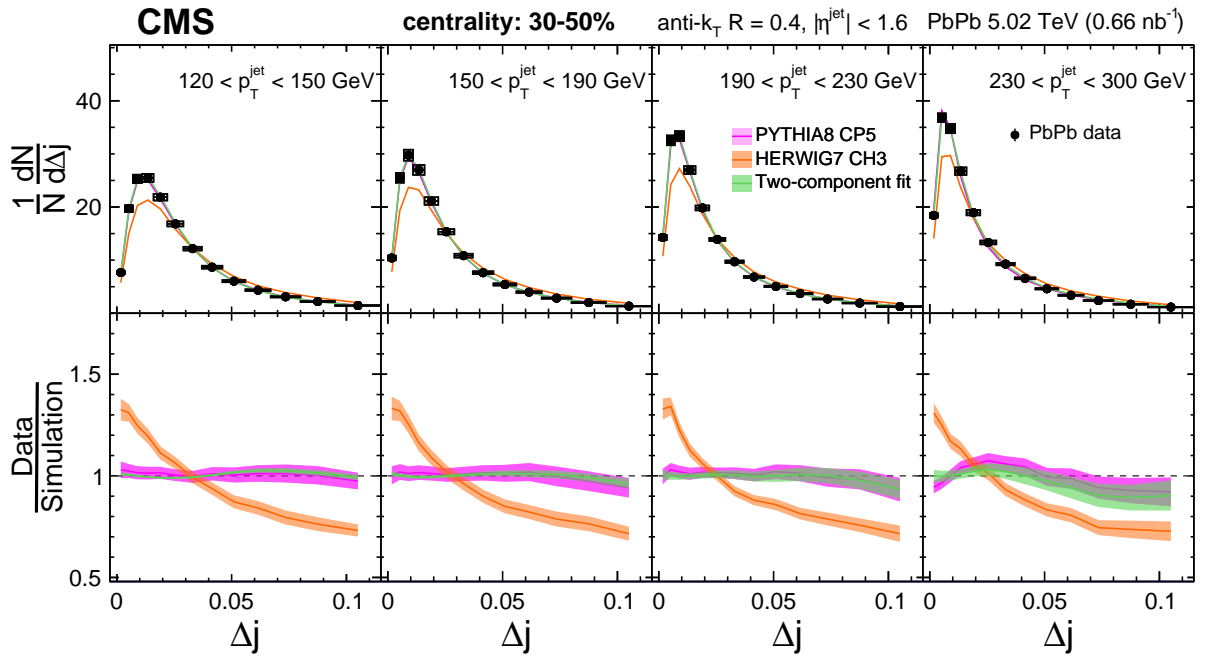 CMS
centrality: 30-50%
anti-k_T R = 0.4, |η^jet| < 1.6
PbPb 5.02 TeV (0.66 nb⁻¹)
120 < p_T^jet < 150 GeV
150 < p_T^jet < 190 GeV
190 < p_T^jet < 230 GeV
230 < p_T^jet < 300 GeV
PYTHIA8 CP5
HERWIG7 CH3
Two-component fit
PbPb data
1/N dN/dΔj
40
20
Data/Simulation
1.5
1
0.5
0 0.05 0.1
0 0.05 0.1
0 0.05 0.1
0 0.05 0.1
Δj
Δj
Δj
Δj